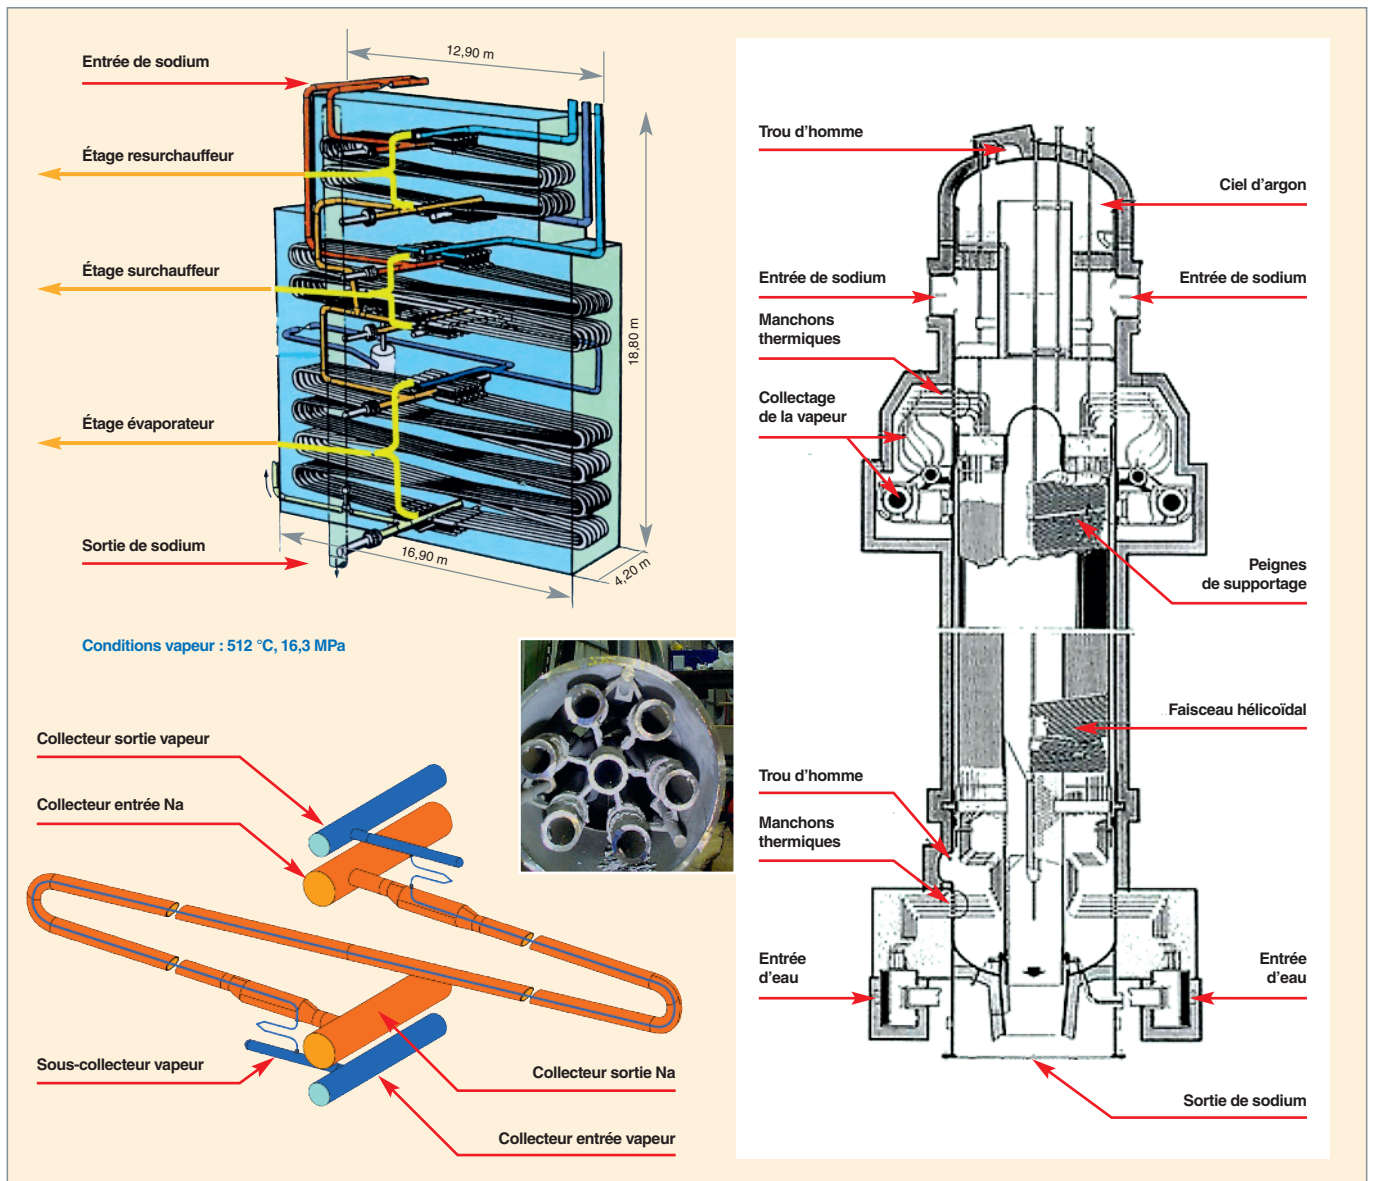 12,90 m
Entrée de sodium
Étage resurchauffeur
Étage surchauffeur
18,80 m
Étage évaporateur
Sortie de sodium
16,90 m
4,20 m
Conditions vapeur : 512 °C, 16,3 MPa
Collecteur sortie vapeur
Collecteur entrée Na
Sous-collecteur vapeur
Collecteur sortie Na
Collecteur entrée vapeur
Trou d'homme
Ciel d'argon
Entrée de sodium
Entrée de sodium
Manchons
thermiques
Collectage
de la vapeur
Peignes
de supportage
Faisceau hélicoïdal
Trou d'homme
Manchons
thermiques
Entrée
d'eau
Entrée
d'eau
Sortie de sodium